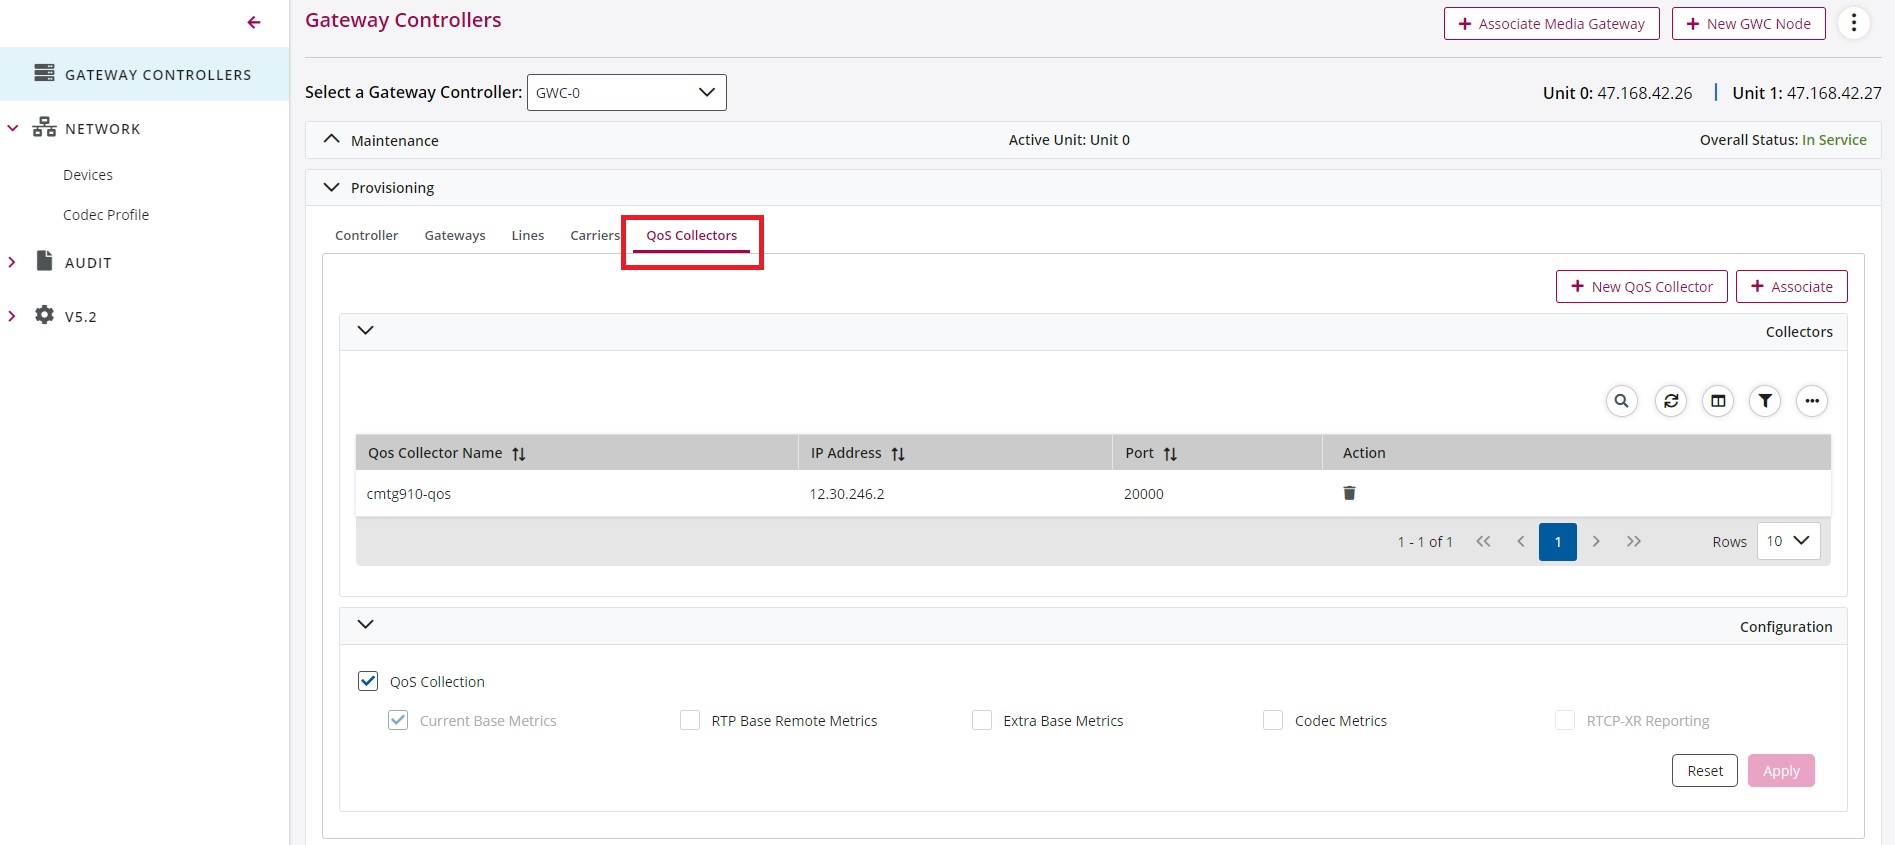 Gateway Controllers
+ Associate Media Gateway
+ New GWC Node
GATEWAY CONTROLLERS
NETWORK
Devices
Codec Profile
AUDIT
V5.2
Select a Gateway Controller: GWC-0
Unit 0: 47.168.42.26 | Unit 1: 47.168.42.27
Maintenance Active Unit: Unit 0 Overall Status: In Service
Provisioning
Controller Gateways Lines Carriers QoS Collectors
+ New QoS Collector + Associate
Collectors
Qos Collector Name IP Address Port Action
cmtg910-qos 12.30.246.2 20000
1 - 1 of 1 << < 1 > >> Rows 10
Configuration
QoS Collection
Current Base Metrics RTP Base Remote Metrics Extra Base Metrics Codec Metrics RTCP-XR Reporting
Reset Apply